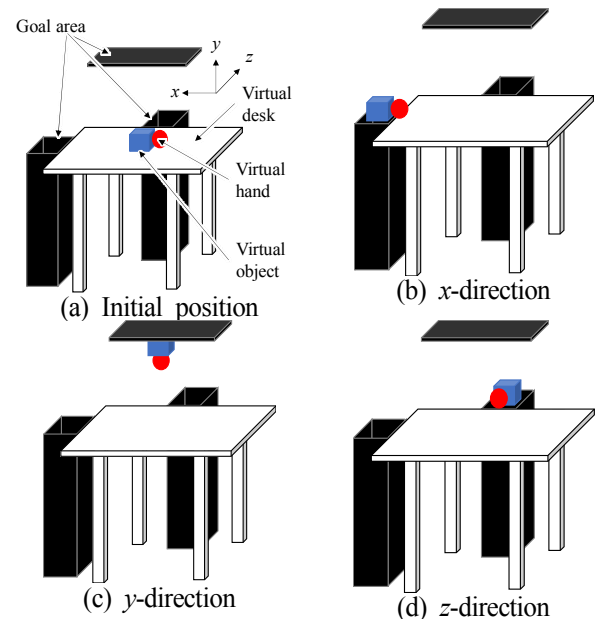 Goal area
y
z
x
Virtual
desk
Virtual
hand
Virtual
object
(a) Initial position
(b) x-direction
(c) y-direction
(d) z-direction